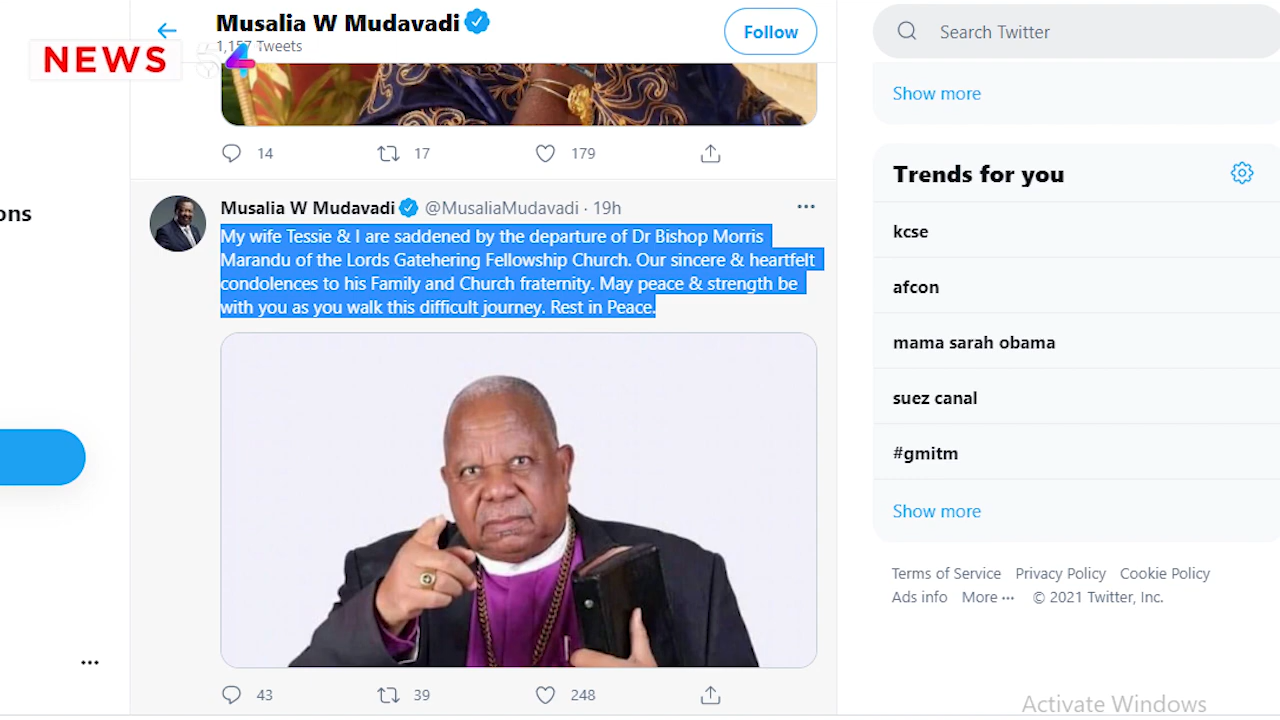 Musalia W Mudavadi
1,157 Tweets
Follow
Search Twitter
NEWS
54
Show more
14 17 179
Trends for you
ons
Musalia W Mudavadi @MusaliaMudavadi · 19h
My wife Tessie & I are saddened by the departure of Dr Bishop Morris
Marandu of the Lords Gatehering Fellowship Church. Our sincere & heartfelt
condolences to his Family and Church fraternity. May peace & strength be
with you as you walk this difficult journey. Rest in Peace.
kcse
afcon
mama sarah obama
suez canal
#gmitm
Show more
Terms of Service Privacy Policy Cookie Policy
Ads info More ··· © 2021 Twitter, Inc.
43 39 248
Activate Windows